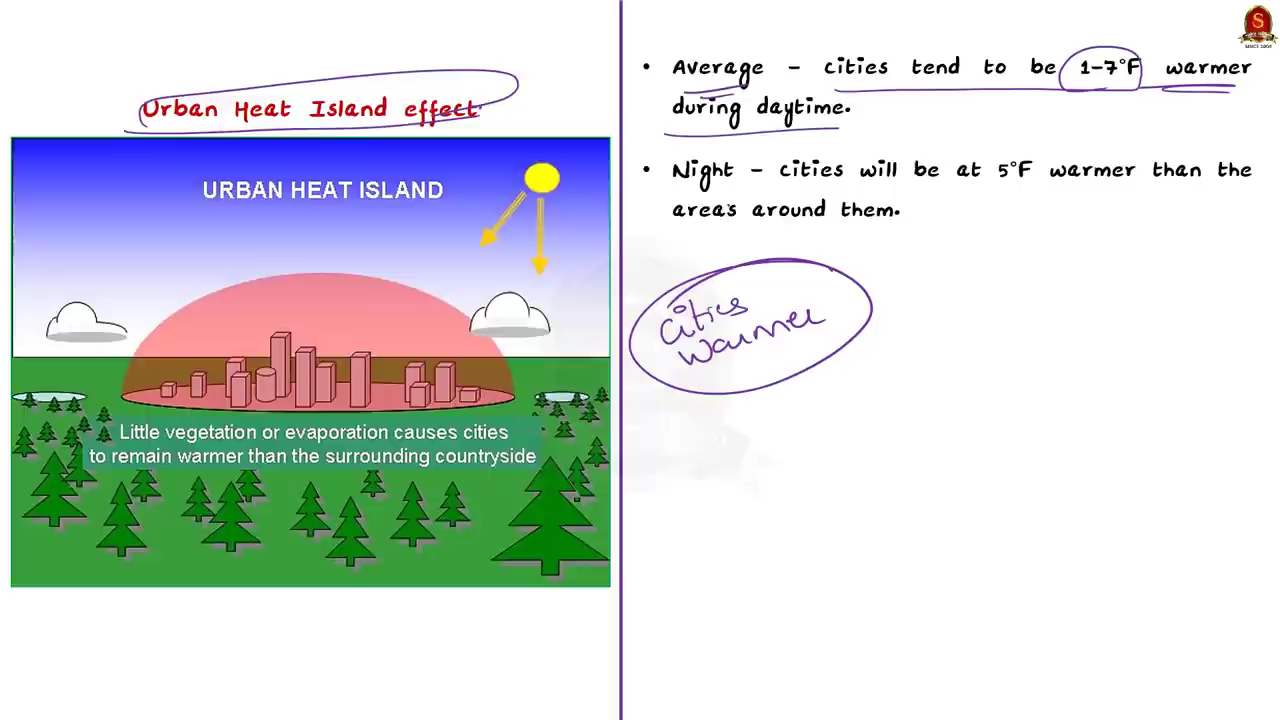 Urban Heat Island effect
URBAN HEAT ISLAND
Little vegetation or evaporation causes cities
to remain warmer than the surrounding countryside
• Average – cities tend to be 1-7°F warmer
during daytime.
• Night – cities will be at 5°F warmer than the
areas around them.
cities
warmer
S
SINCE 2004